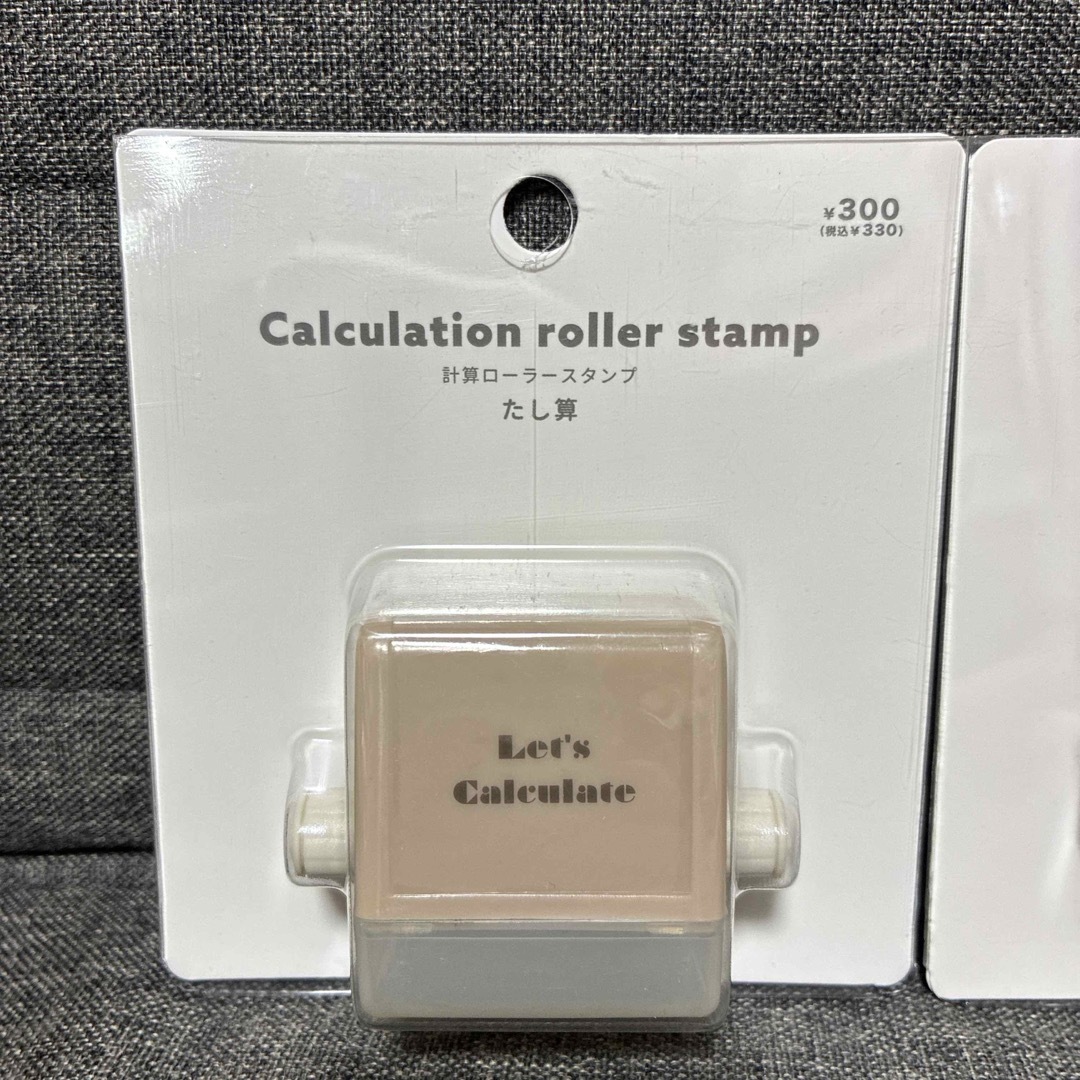 ¥300
(税込¥330)
Calculation roller stamp
計算ローラースタンプ
たし算
Let's
Calculate